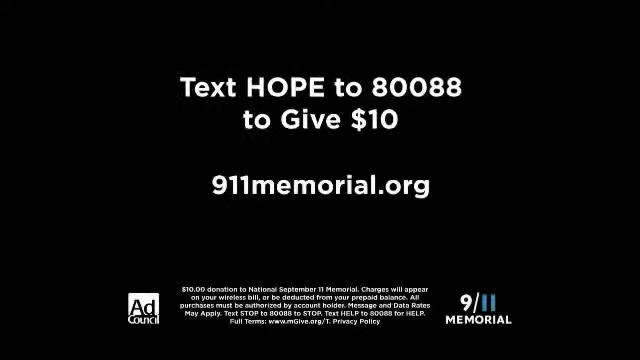 Text HOPE to 80088
to Give $10
911memorial.org
Ad
Council
$10.00 donation to National September 11 Memorial. Charges will appear
on your wireless bill, or be deducted from your prepaid balance. All
purchases must be authorized by account holder. Message and Data Rates
May Apply. Text STOP to 80088 to STOP. Text HELP to 80088 for HELP.
Full Terms: www.mGive.org/T. Privacy Policy
9/11
MEMORIAL